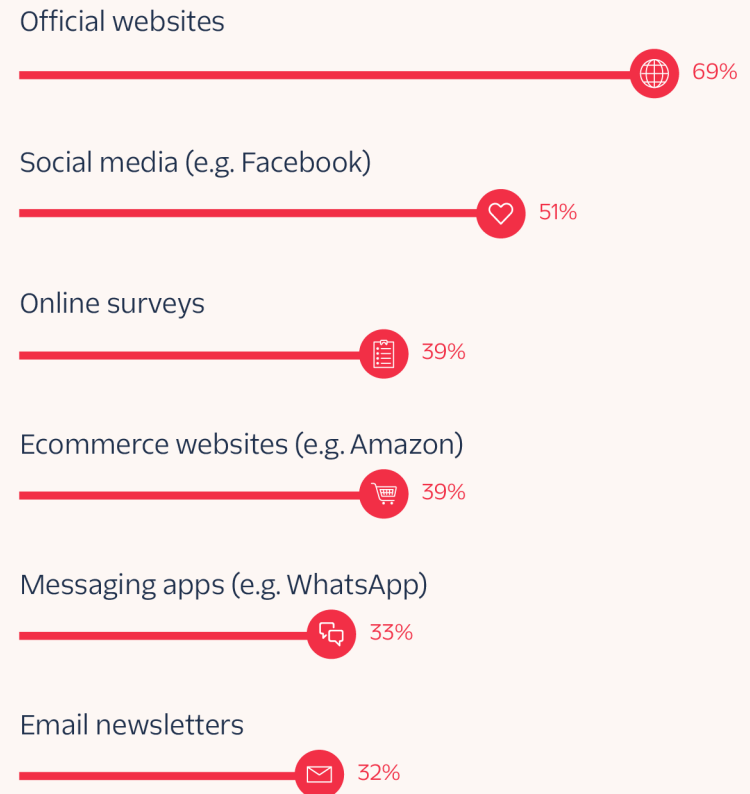 Official websites
69%
Social media (e.g. Facebook)
51%
Online surveys
39%
Ecommerce websites (e.g. Amazon)
39%
Messaging apps (e.g. WhatsApp)
33%
Email newsletters
32%